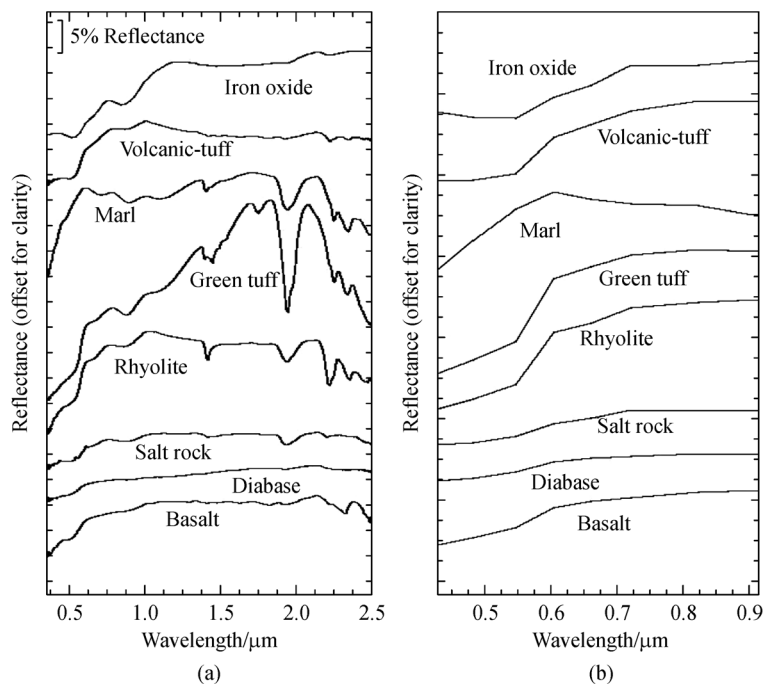 5% Reflectance
Iron oxide
Volcanic-tuff
Marl
Green tuff
Rhyolite
Salt rock
Diabase
Basalt
Reflectance (offset for clarity)
0.5 1.0 1.5 2.0 2.5
Wavelength/μm
(a)
Iron oxide
Volcanic-tuff
Marl
Green tuff
Rhyolite
Salt rock
Diabase
Basalt
Reflectance (offset for clarity)
0.5 0.6 0.7 0.8 0.9
Wavelength/μm
(b)